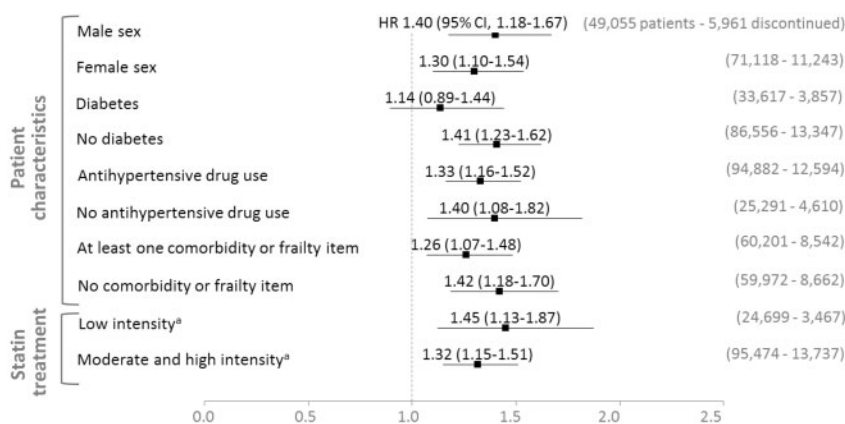 Patient characteristics
Male sex HR 1.40 (95% CI, 1.18-1.67) (49,055 patients - 5,961 discontinued)
Female sex 1.30 (1.10-1.54) (71,118 - 11,243)
Diabetes 1.14 (0.89-1.44) (33,617 - 3,857)
No diabetes 1.41 (1.23-1.62) (86,556 - 13,347)
Antihypertensive drug use 1.33 (1.16-1.52) (94,882 - 12,594)
No antihypertensive drug use 1.40 (1.08-1.82) (25,291 - 4,610)
At least one comorbidity or frailty item 1.26 (1.07-1.48) (60,201 - 8,542)
No comorbidity or frailty item 1.42 (1.18-1.70) (59,972 - 8,662)
Statin treatment
Low intensityᵃ 1.45 (1.13-1.87) (24,699 - 3,467)
Moderate and high intensityᵃ 1.32 (1.15-1.51) (95,474 - 13,737)
0.0 0.5 1.0 1.5 2.0 2.5